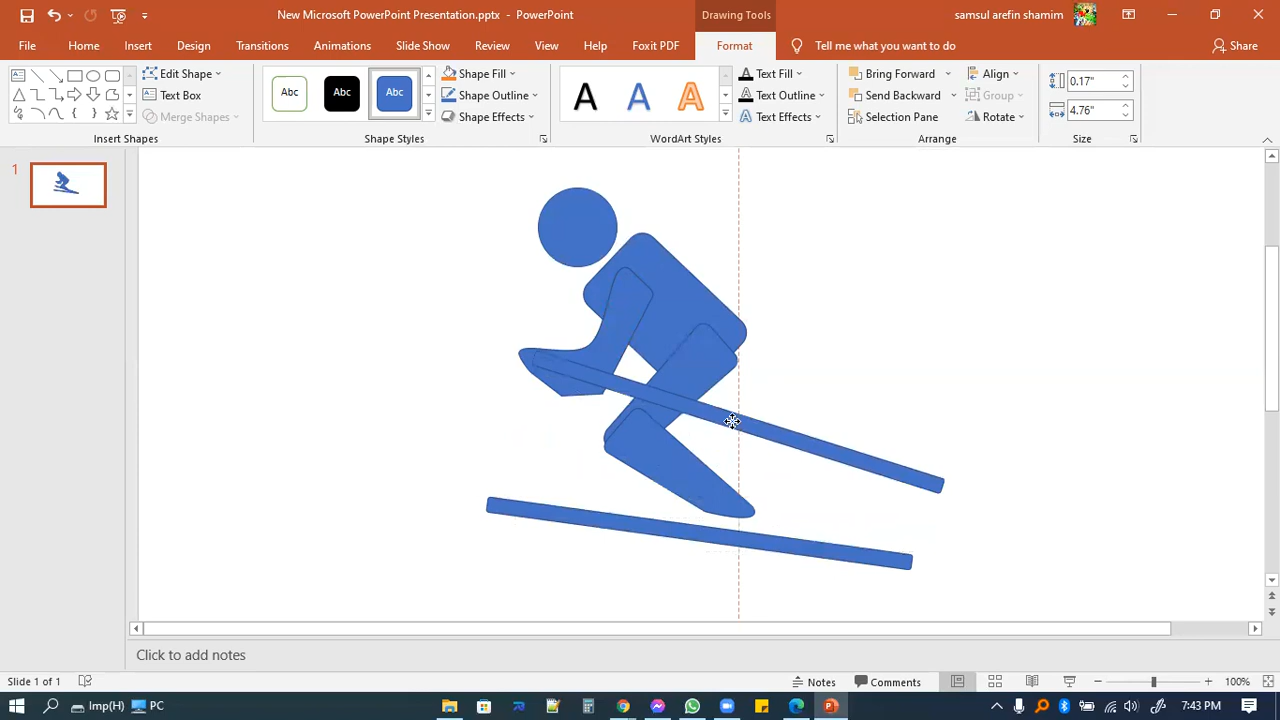 New Microsoft PowerPoint Presentation.pptx - PowerPoint
Drawing Tools
samsul arefin shamim
File Home Insert Design Transitions Animations Slide Show Review View Help Foxit PDF Format Tell me what you want to do Share
Edit Shape
Text Box
Merge Shapes
Insert Shapes
Abc Abc Abc
Shape Fill
Shape Outline
Shape Effects
Shape Styles
A A A
Text Fill
Text Outline
Text Effects
WordArt Styles
Bring Forward
Send Backward
Selection Pane
Align
Group
Rotate
Arrange
0.17"
4.76"
Size
1
Click to add notes
Slide 1 of 1
Notes Comments 100%
Imp(H) PC 7:43 PM